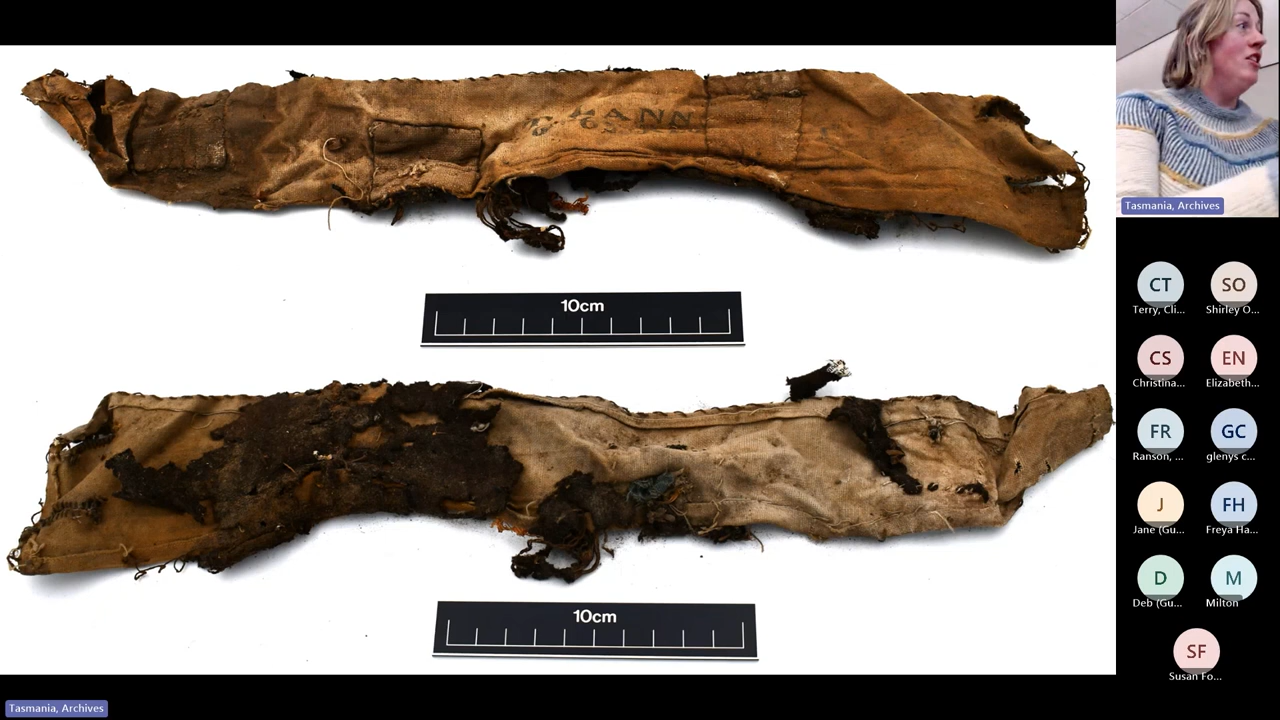 HANN
10cm
10cm
Tasmania, Archives
CT
SO
Terry, Cli...
Shirley O...
CS
EN
Christina...
Elizabeth...
FR
GC
Ranson, ...
glenys c...
J
FH
Jane (Gu...
Freya Ha...
D
M
Deb (Gu...
Milton
SF
Susan Fo...
Tasmania, Archives